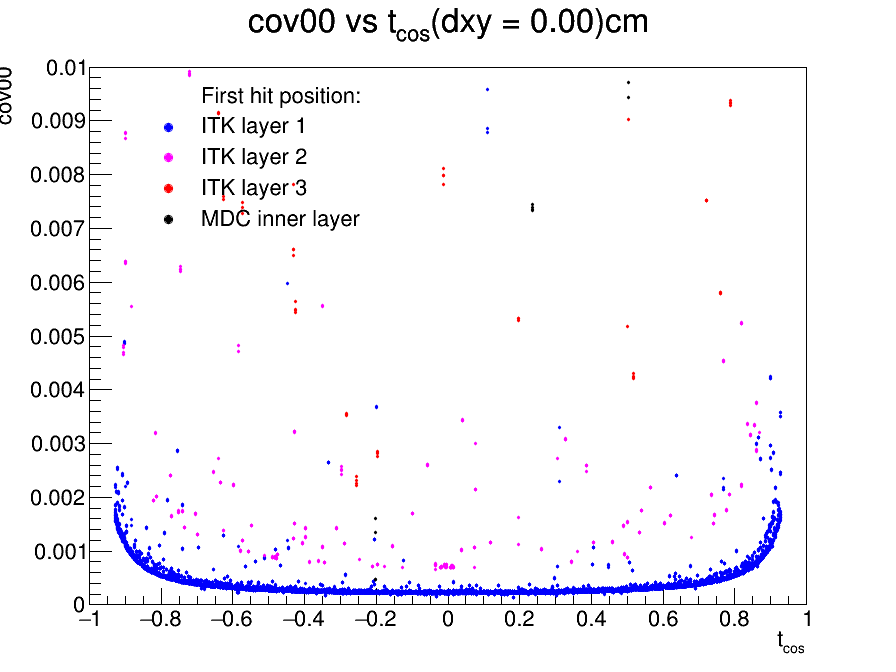 cov00 vs t_cos(dxy = 0.00)cm
cov00
0.01
0.009
0.008
0.007
0.006
0.005
0.004
0.003
0.002
0.001
0
First hit position:
ITK layer 1
ITK layer 2
ITK layer 3
MDC inner layer
−1 −0.8 −0.6 −0.4 −0.2 0 0.2 0.4 0.6 0.8 1
t_cos